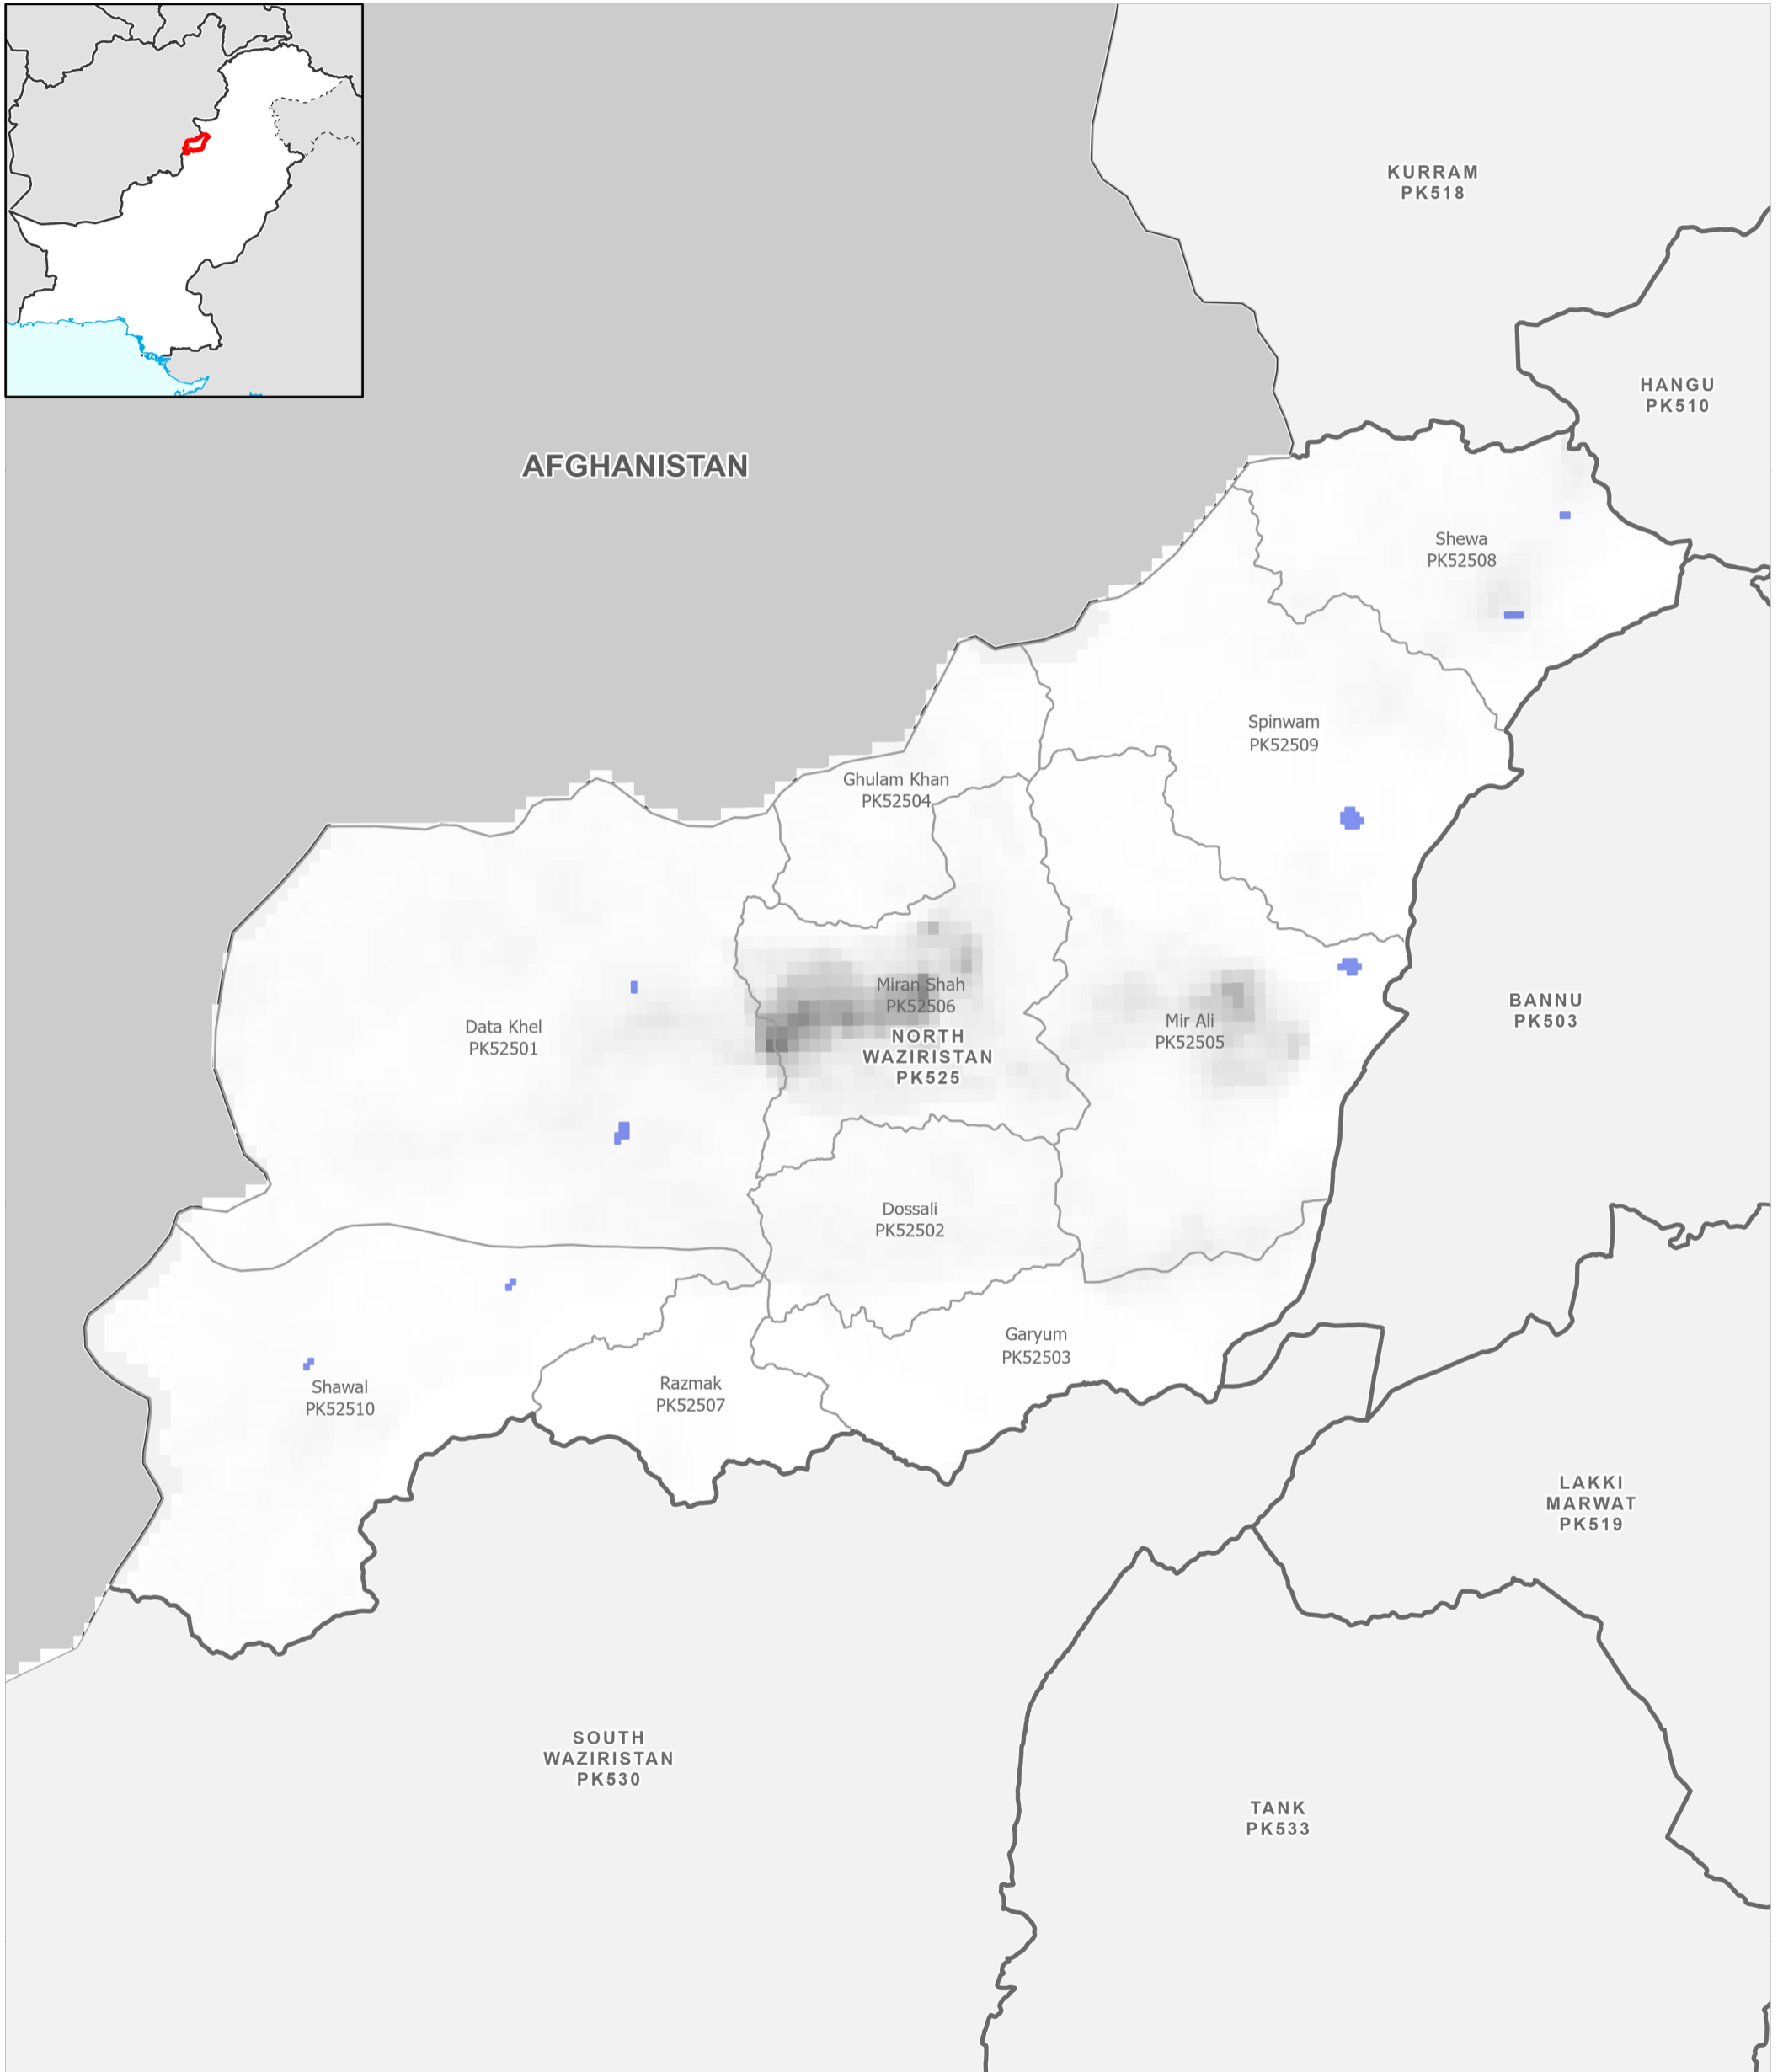 KURRAM
PK518
HANGU
PK510
AFGHANISTAN
Shewa
PK52508
Spinwam
PK52509
Ghulam Khan
PK52504
Miran Shah
PK52506
Data Khel
PK52501
Mir Ali
PK52505
NORTH
WAZIRISTAN
PK525
BANNU
PK503
Dossali
PK52502
Garyum
PK52503
Shawal
PK52510
Razmak
PK52507
LAKKI
MARWAT
PK519
SOUTH
WAZIRISTAN
PK530
TANK
PK533